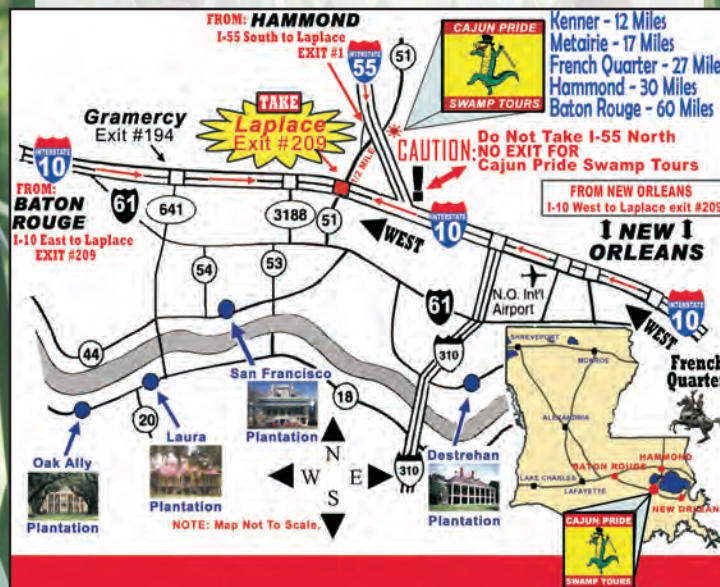 FROM: HAMMOND
I-55 South to Laplace
EXIT #1
INTERSTATE
55
51
CAJUN PRIDE
SWAMP TOURS
Kenner - 12 Miles
Metairie - 17 Miles
French Quarter - 27 Mile
Hammond - 30 Miles
Baton Rouge - 60 Miles
TAKE
Laplace
Exit #209
1/2 MILE
CAUTION:
!
Do Not Take I-55 North
NO EXIT FOR
Cajun Pride Swamp Tours
Gramercy
Exit #194
INTERSTATE
10
FROM:
BATON
ROUGE
I-10 East to Laplace
EXIT #209
61
641
3188
51
WEST
INTERSTATE
10
FROM NEW ORLEANS
I-10 West to Laplace exit #209
NEW
ORLEANS
54
53
61
N.O. Int'l
Airport
310
WEST
INTERSTATE
10
44
San Francisco
Plantation
20
18
310
Oak Ally
Plantation
Laura
Plantation
Destrehan
Plantation
N
W E
S
NOTE: Map Not To Scale.
French
Quarter
SHREVEPORT
MONROE
ALEXANDRIA
HAMMOND
BATON ROUGE
LAKE CHARLES
LAFAYETTE
NEW ORLEAN
CAJUN PRIDE
SWAMP TOURS